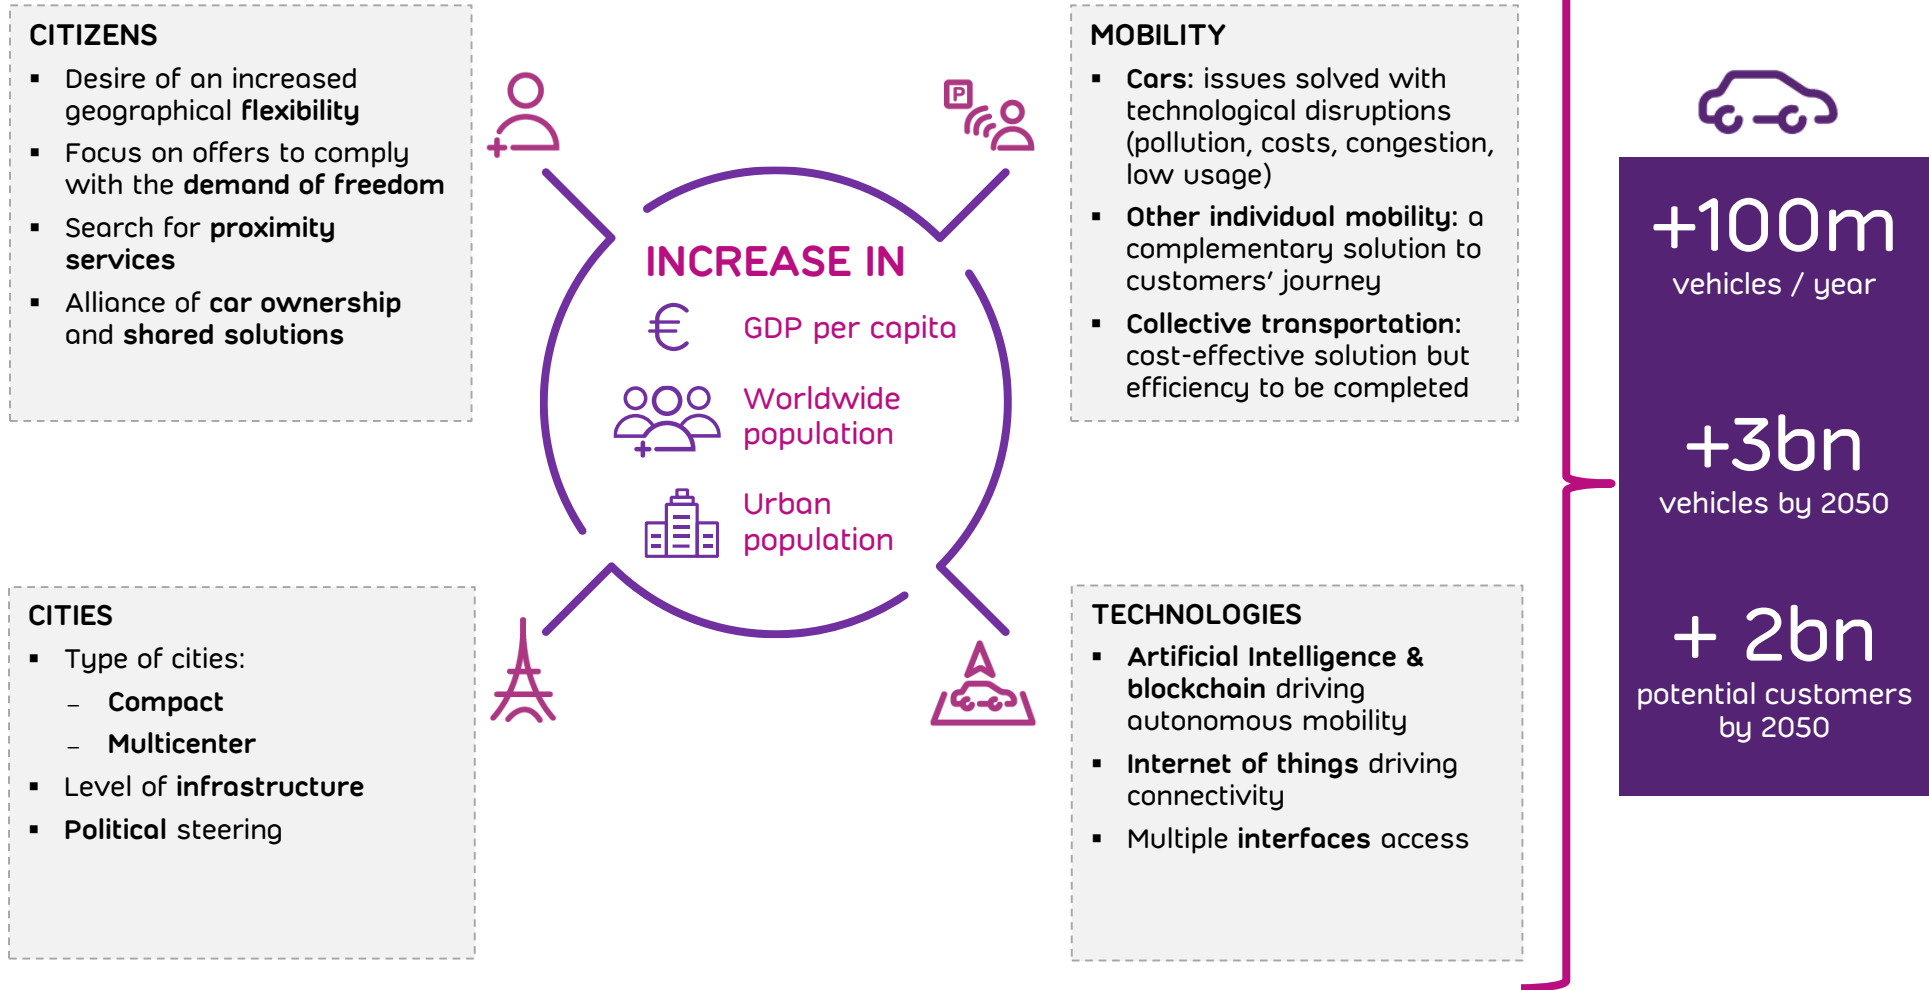 CITIZENS
▪ Desire of an increased
geographical flexibility
▪ Focus on offers to comply
with the demand of freedom
▪ Search for proximity
services
▪ Alliance of car ownership
and shared solutions
P
MOBILITY
▪ Cars: issues solved with
technological disruptions
(pollution, costs, congestion,
low usage)
▪ Other individual mobility: a
complementary solution to
customers’ journey
▪ Collective transportation:
cost-effective solution but
efficiency to be completed
INCREASE IN
€ GDP per capita
Worldwide
population
Urban
population
CITIES
▪ Type of cities:
– Compact
– Multicenter
▪ Level of infrastructure
▪ Political steering
TECHNOLOGIES
▪ Artificial Intelligence &
blockchain driving
autonomous mobility
▪ Internet of things driving
connectivity
▪ Multiple interfaces access
+100m
vehicles / year
+3bn
vehicles by 2050
+ 2bn
potential customers
by 2050